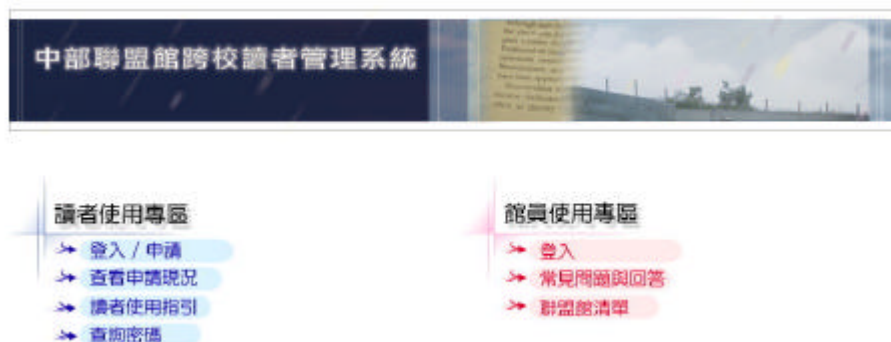 中部聯盟館跨校讀者管理系統
讀者使用專區
登入 / 申請
查看申請現況
讀者使用指引
查詢密碼
館員使用專區
登入
常見問題與回答
聯盟館清單